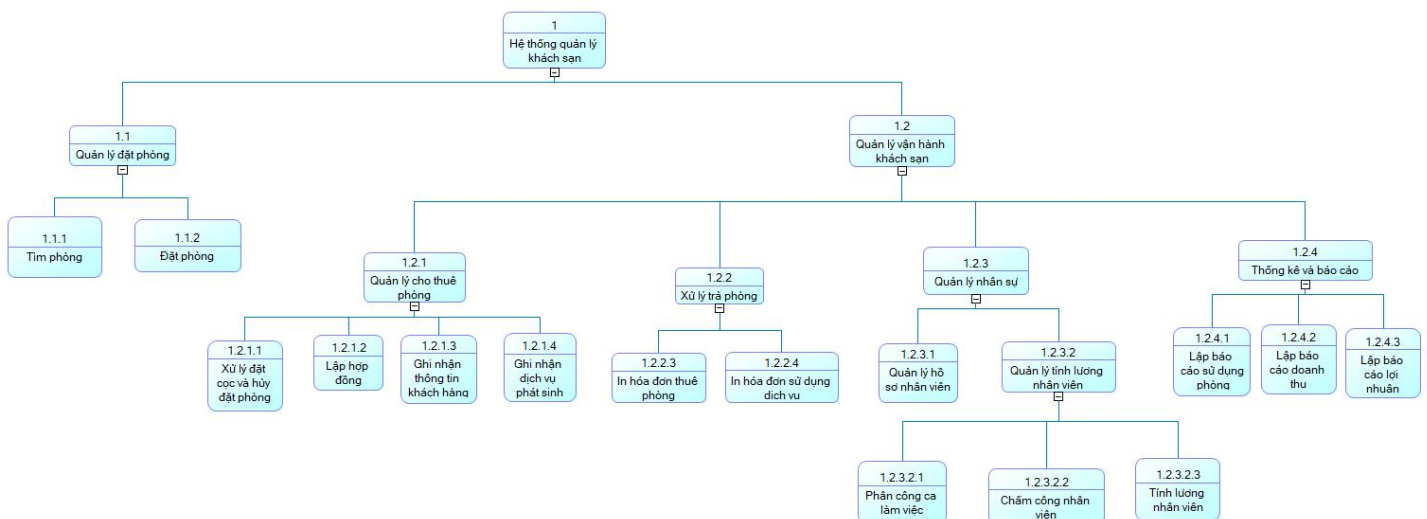 1
Hệ thống quản lý
khách sạn
1.1
Quản lý đặt phòng
1.2
Quản lý vận hành
khách sạn
1.1.1
Tìm phòng
1.1.2
Đặt phòng
1.2.1
Quản lý cho thuê
phòng
1.2.2
Xử lý trả phòng
1.2.3
Quản lý nhân sự
1.2.4
Thống kê và báo cáo
1.2.1.1
Xử lý đặt
cọc và hủy
đặt phòng
1.2.1.2
Lập hợp
đồng
1.2.1.3
Ghi nhận
thông tin
khách hàng
1.2.1.4
Ghi nhận
dịch vụ
phát sinh
1.2.2.3
In hóa đơn thuê
phòng
1.2.2.4
In hóa đơn sử dụng
dịch vụ
1.2.3.1
Quản lý hồ
sơ nhân viên
1.2.3.2
Quản lý tính lương
nhân viên
1.2.4.1
Lập báo
cáo sử dụng
phòng
1.2.4.2
Lập báo
cáo doanh
thu
1.2.4.3
Lập báo
cáo lợi
nhuận
1.2.3.2.1
Phân công ca
làm việc
1.2.3.2.2
Chấm công nhân
viên
1.2.3.2.3
Tính lương
nhân viên